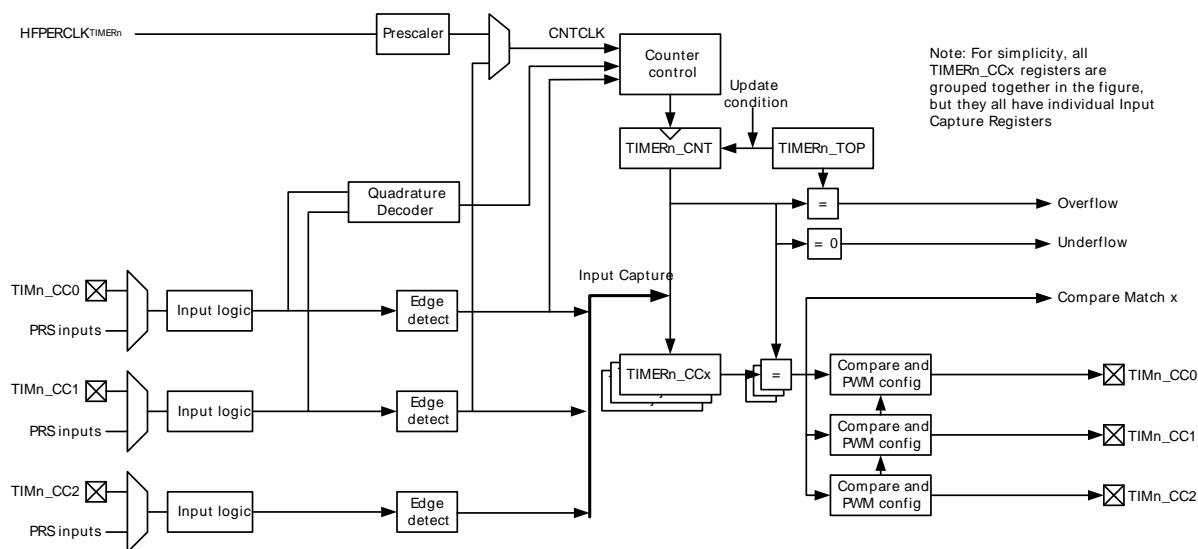 HFPERCLKTIMERn
Prescaler
CNTCLK
Counter
control
Note: For simplicity, all
TIMERn_CCx registers are
grouped together in the figure,
but they all have individual Input
Capture Registers
Update
condition
TIMERn_CNT
TIMERn_TOP
Quadrature
Decoder
=
Overflow
= 0
Underflow
Input Capture
TIMn_CC0
PRS inputs
Input logic
Edge
detect
Compare Match x
TIMERn_CCx
=
Compare and
PWM config
TIMn_CC0
TIMn_CC1
PRS inputs
Input logic
Edge
detect
Compare and
PWM config
TIMn_CC1
TIMn_CC2
PRS inputs
Input logic
Edge
detect
Compare and
PWM config
TIMn_CC2